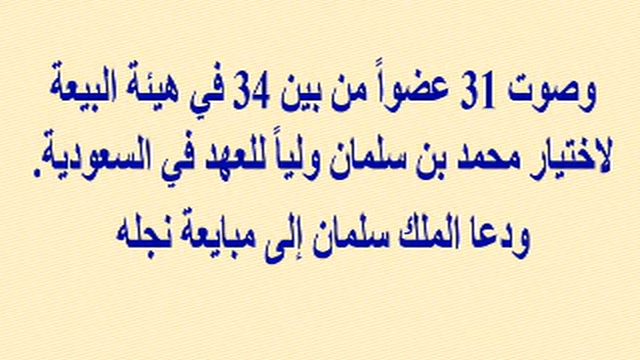 وصوت 31 عضواً من بين 34 في هيئة البيعة
لاختيار محمد بن سلمان ولياً للعهد في السعودية.
ودعا الملك سلمان إلى مبايعة نجله